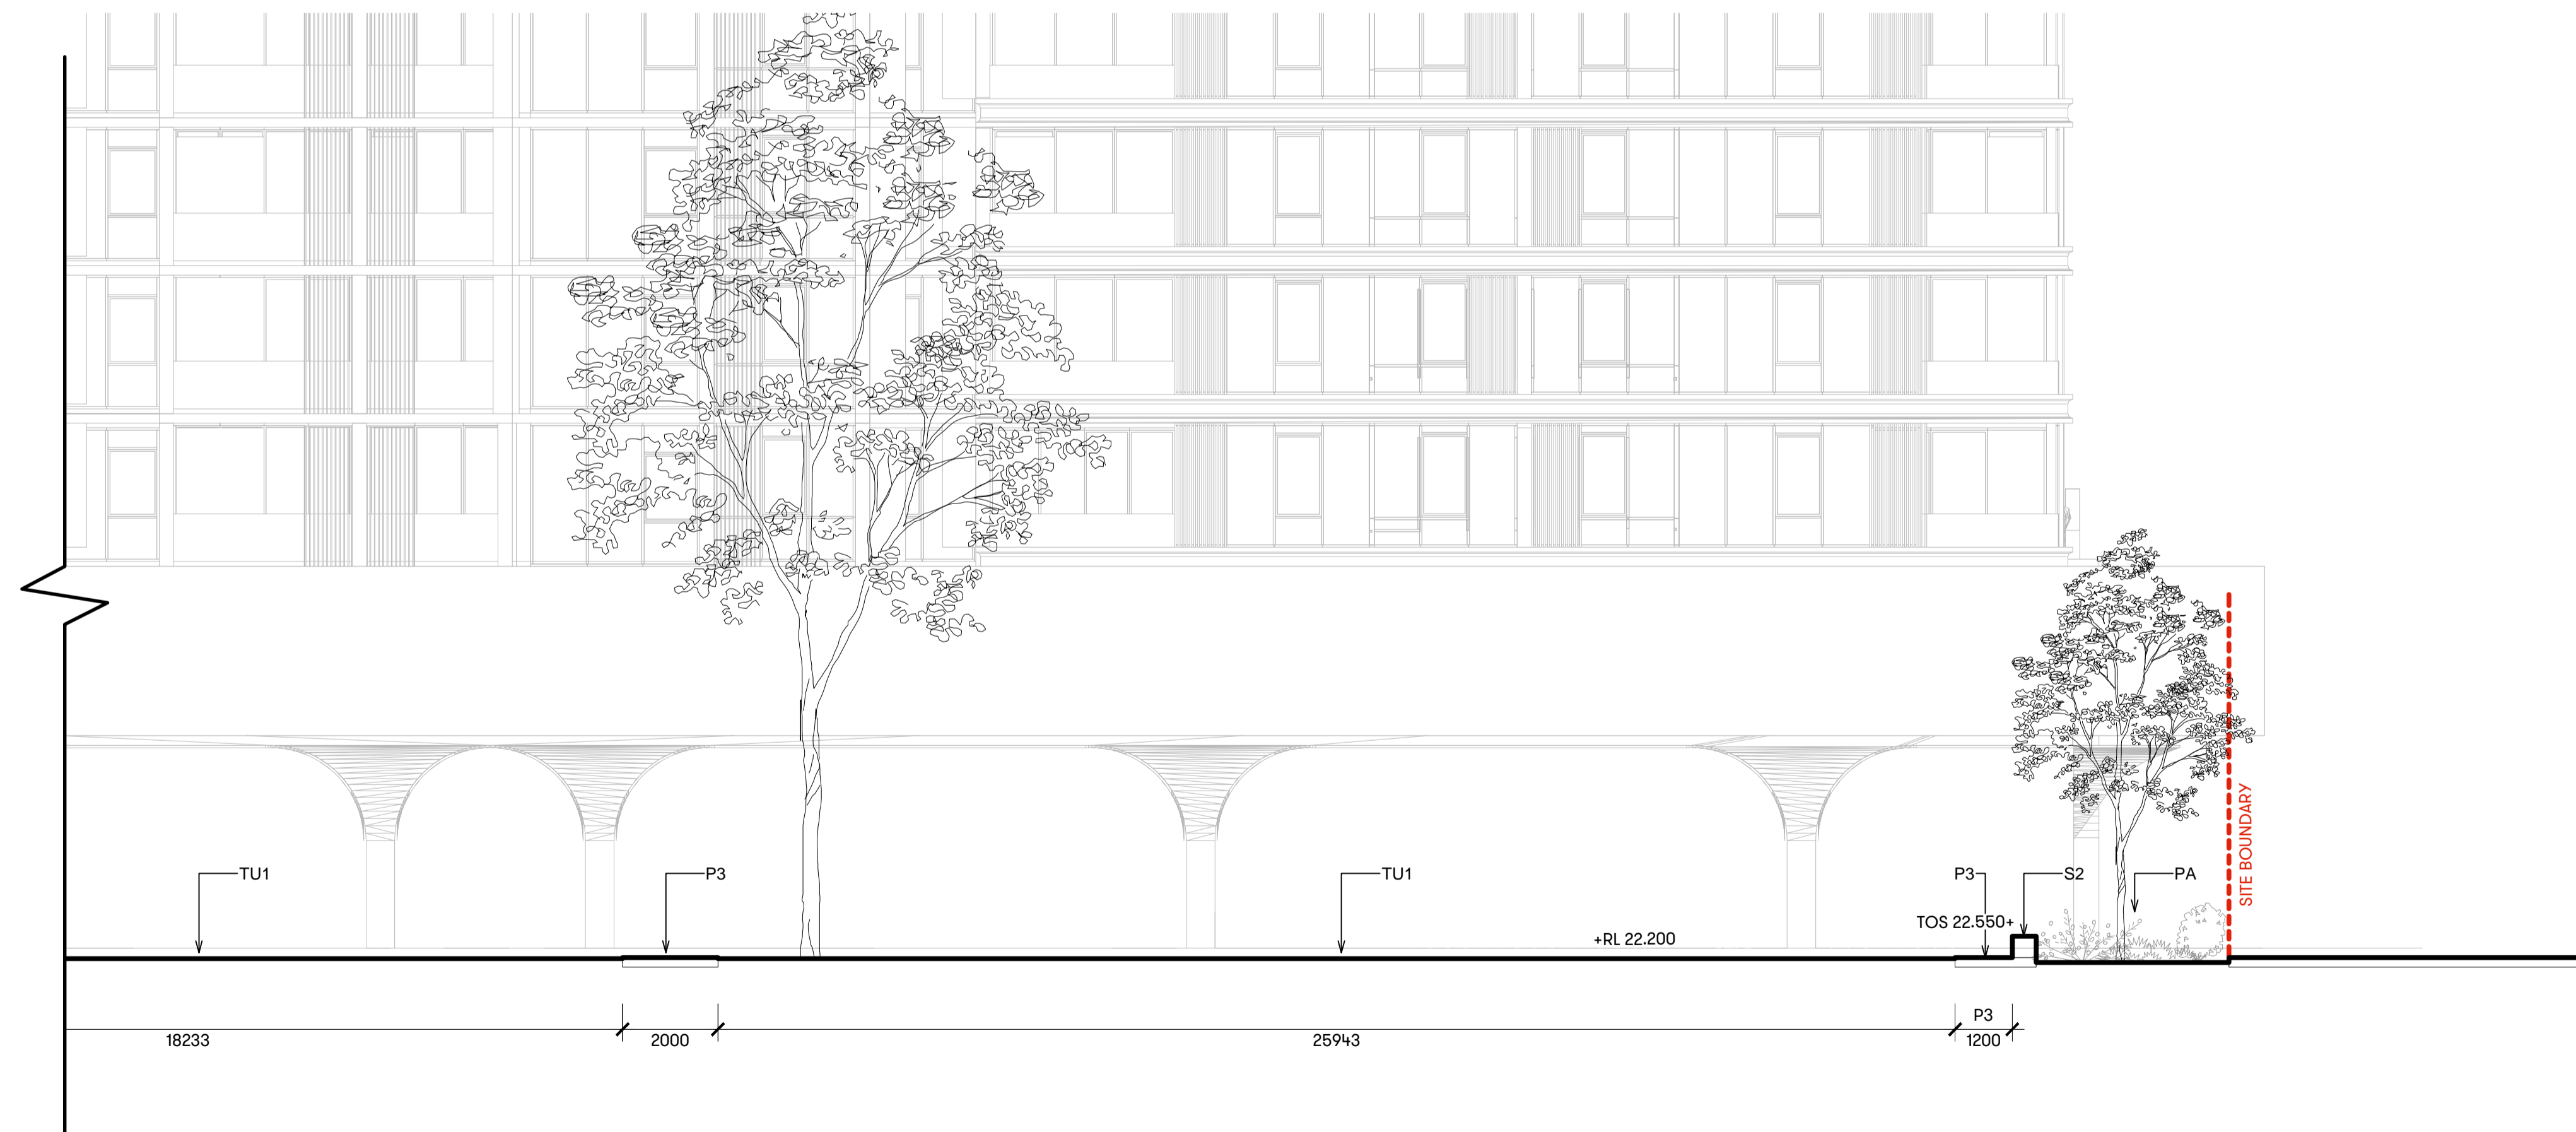 TU1
P3
TU1
P3
S2
PA
SITE BOUNDARY
TOS 22.550+
+RL 22.200
P3
18233
2000
25943
1200